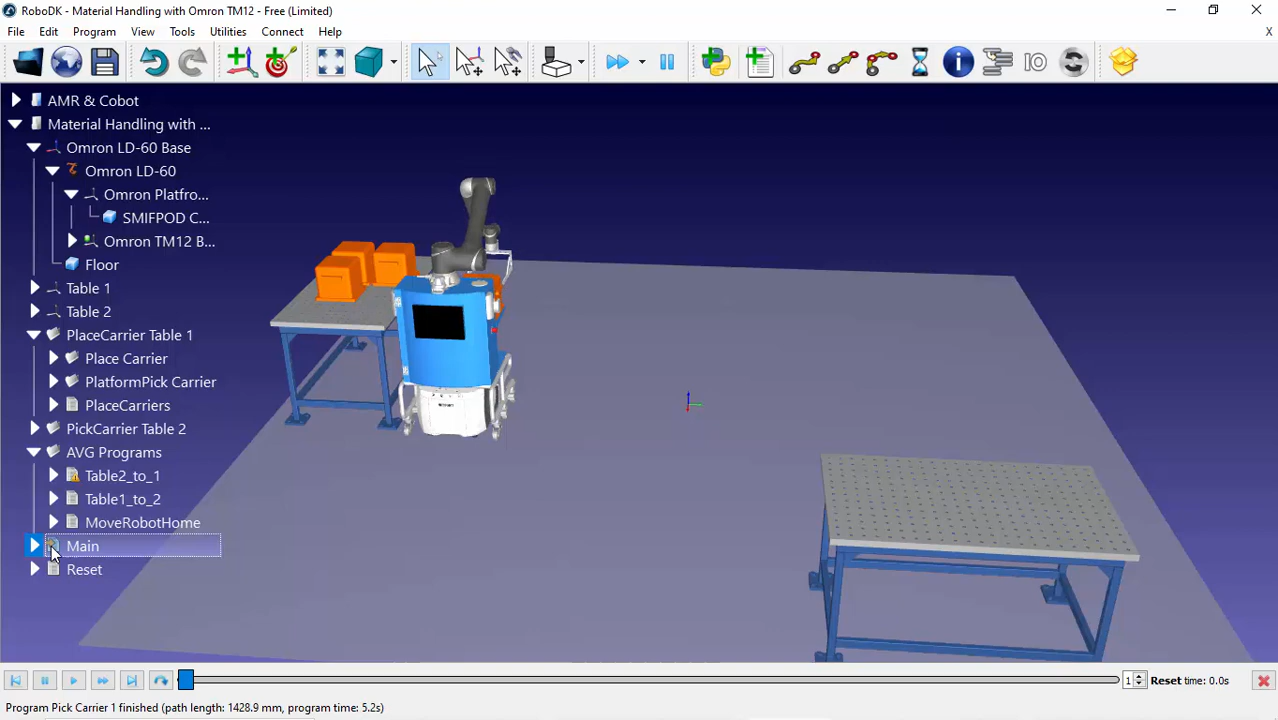 RoboDK - Material Handling with Omron TM12 - Free (Limited)
File Edit Program View Tools Utilities Connect Help X
AMR & Cobot
Material Handling with ...
Omron LD-60 Base
Omron LD-60
Omron Platfro...
SMIFPOD C...
Omron TM12 B...
Floor
Table 1
Table 2
PlaceCarrier Table 1
Place Carrier
PlatformPick Carrier
PlaceCarriers
PickCarrier Table 2
AVG Programs
Table2_to_1
Table1_to_2
MoveRobotHome
Main
Reset
1 Reset time: 0.0s
Program Pick Carrier 1 finished (path length: 1428.9 mm, program time: 5.2s)